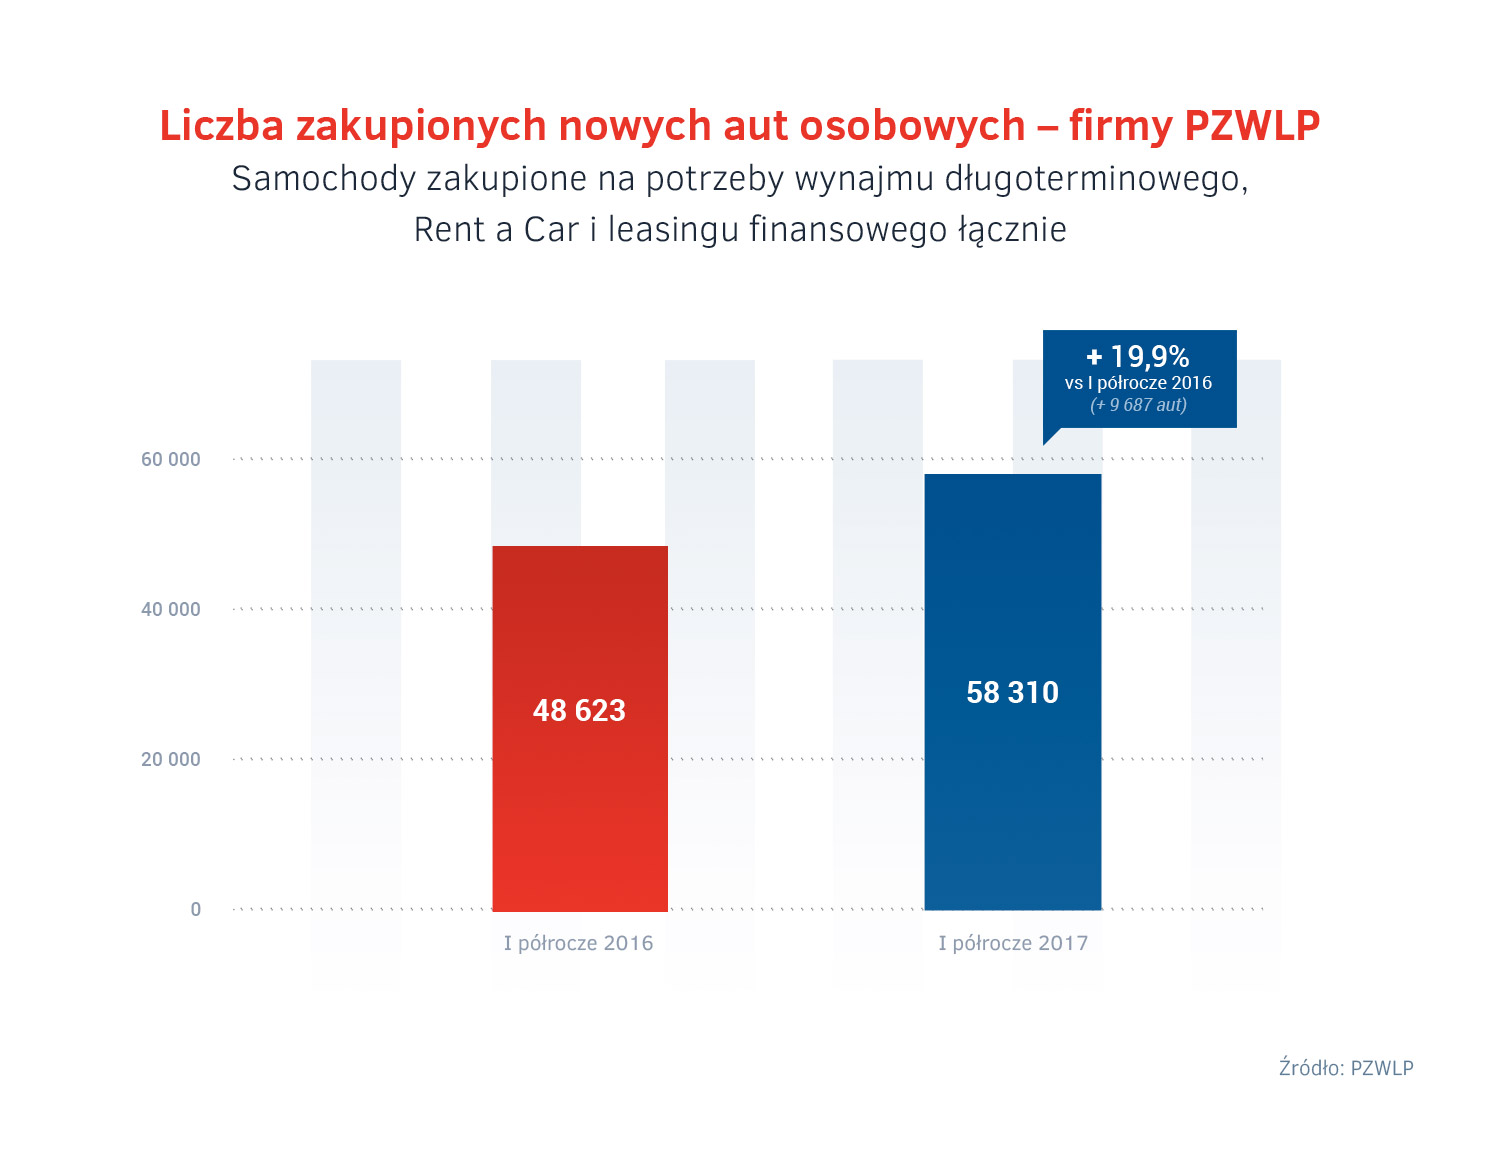 Liczba zakupionych nowych aut osobowych – firmy PZWLP
Samochody zakupione na potrzeby wynajmu długoterminowego,
Rent a Car i leasingu finansowego łącznie
+ 19,9%
vs I półrocze 2016
(+ 9 687 aut)
60 000
40 000
20 000
0
48 623
58 310
I półrocze 2016
I półrocze 2017
Źródło: PZWLP